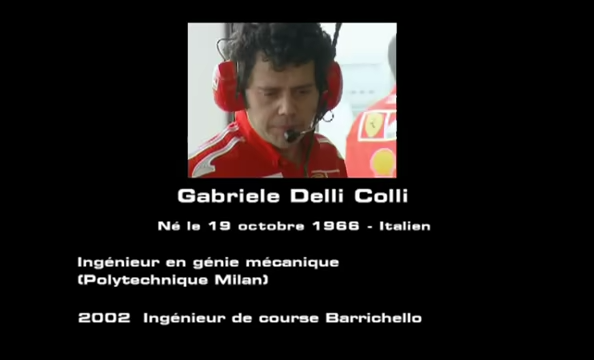 Gabriele Delli Colli
Né le 19 octobre 1966 - Italien
Ingénieur en génie mécanique
(Polytechnique Milan)
2002 Ingénieur de course Barrichello